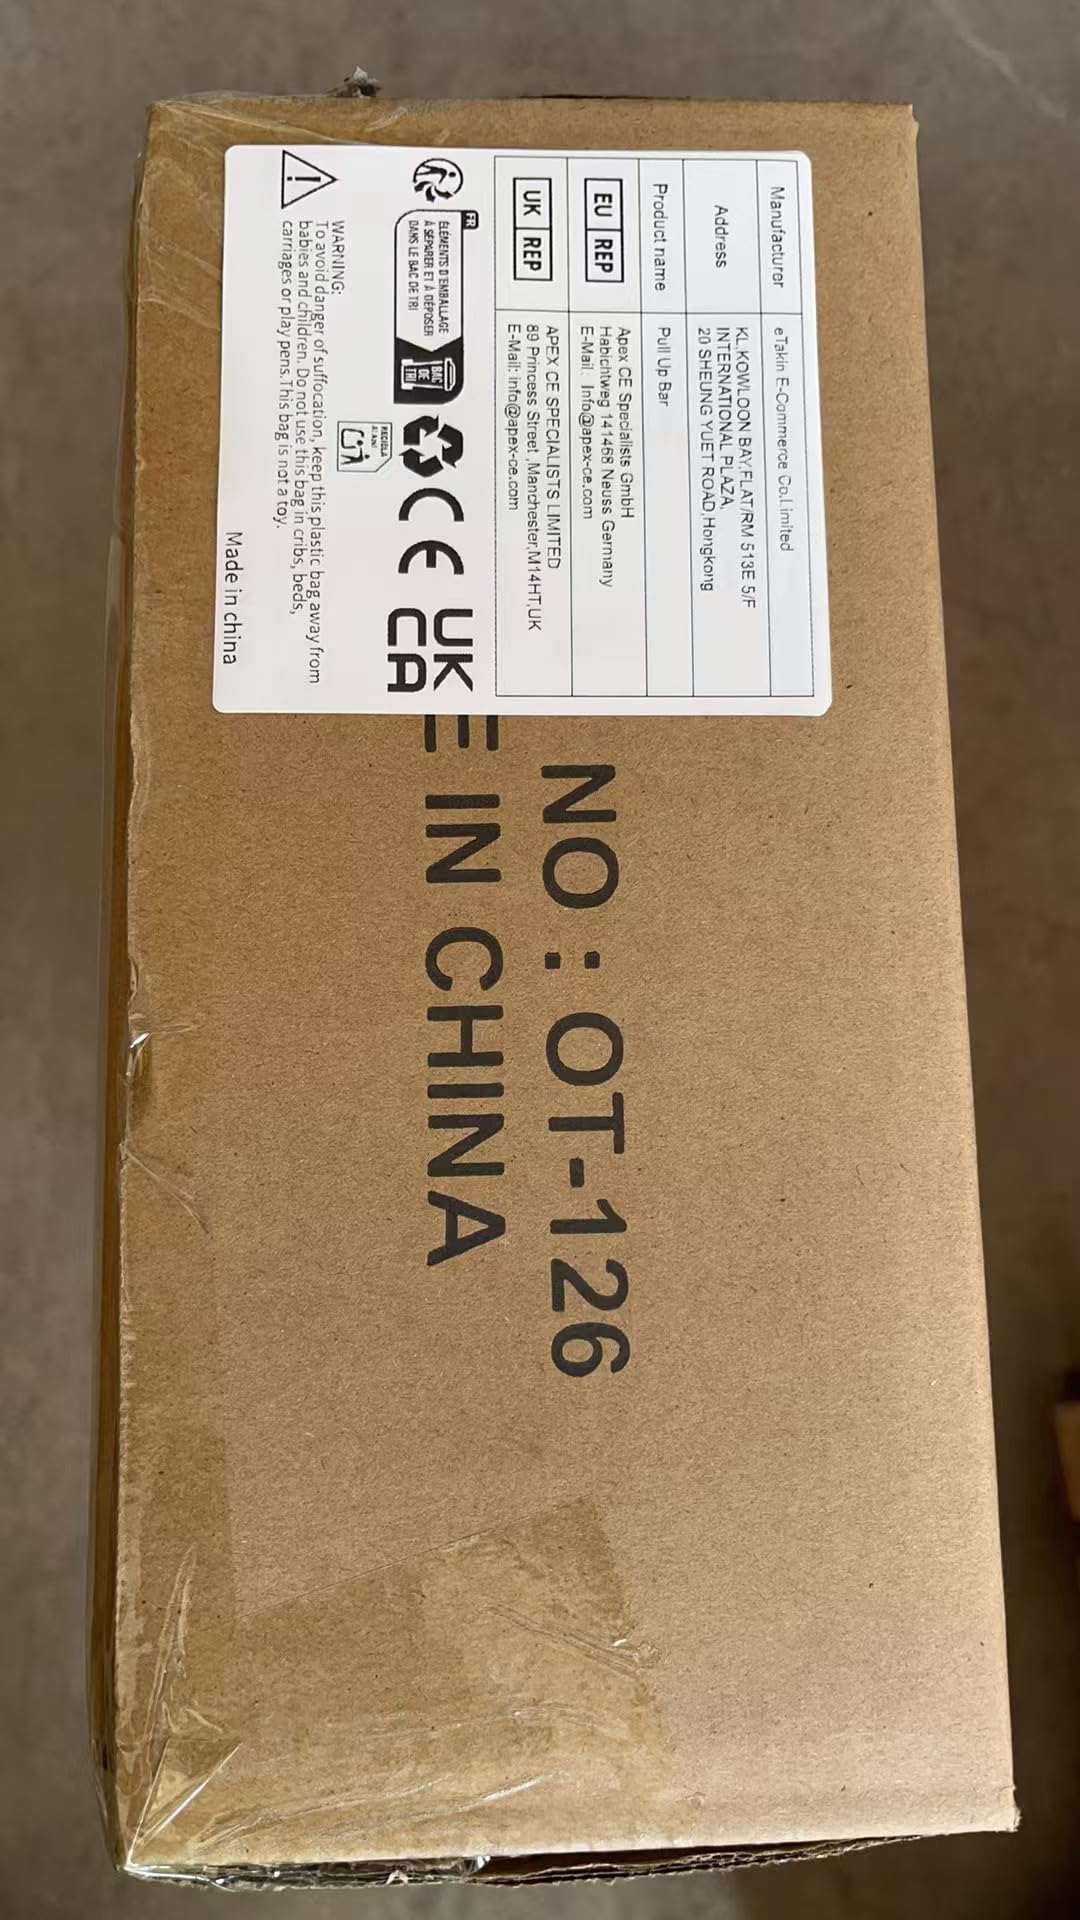 Manufacturer
eTakin E-Commerce Co.Limited
Address
KL,KOWLOON BAY,FLAT/RM 513E 5/F
INTERNATIONAL PLAZA,
20 SHEUNG YUET ROAD,Hongkong
Product name
Pull Up Bar
EU REP
Apex CE Specialists GmbH
Habichtweg 141468 Neuss Germany
E-Mail: Info@apex-ce.com
UK REP
APEX CE SPECIALISTS LIMITED
89 Princess Street ,Manchester,M14HT,UK
E-Mail: info@apex-ce.com
FR
ÉLÉMENTS D'EMBALLAGE
À SÉPARER ET À DÉPOSER
DANS LE BAC DE TRI
BAC
DE
TRI
CE
UK
CA
RECICLA
AL AZUL
WARNING:
To avoid danger of suffocation, keep this plastic bag away from
babies and children. Do not use this bag in cribs, beds,
carriages or play pens.This bag is not a toy.
Made in china
NO : OT-126
E IN CHINA